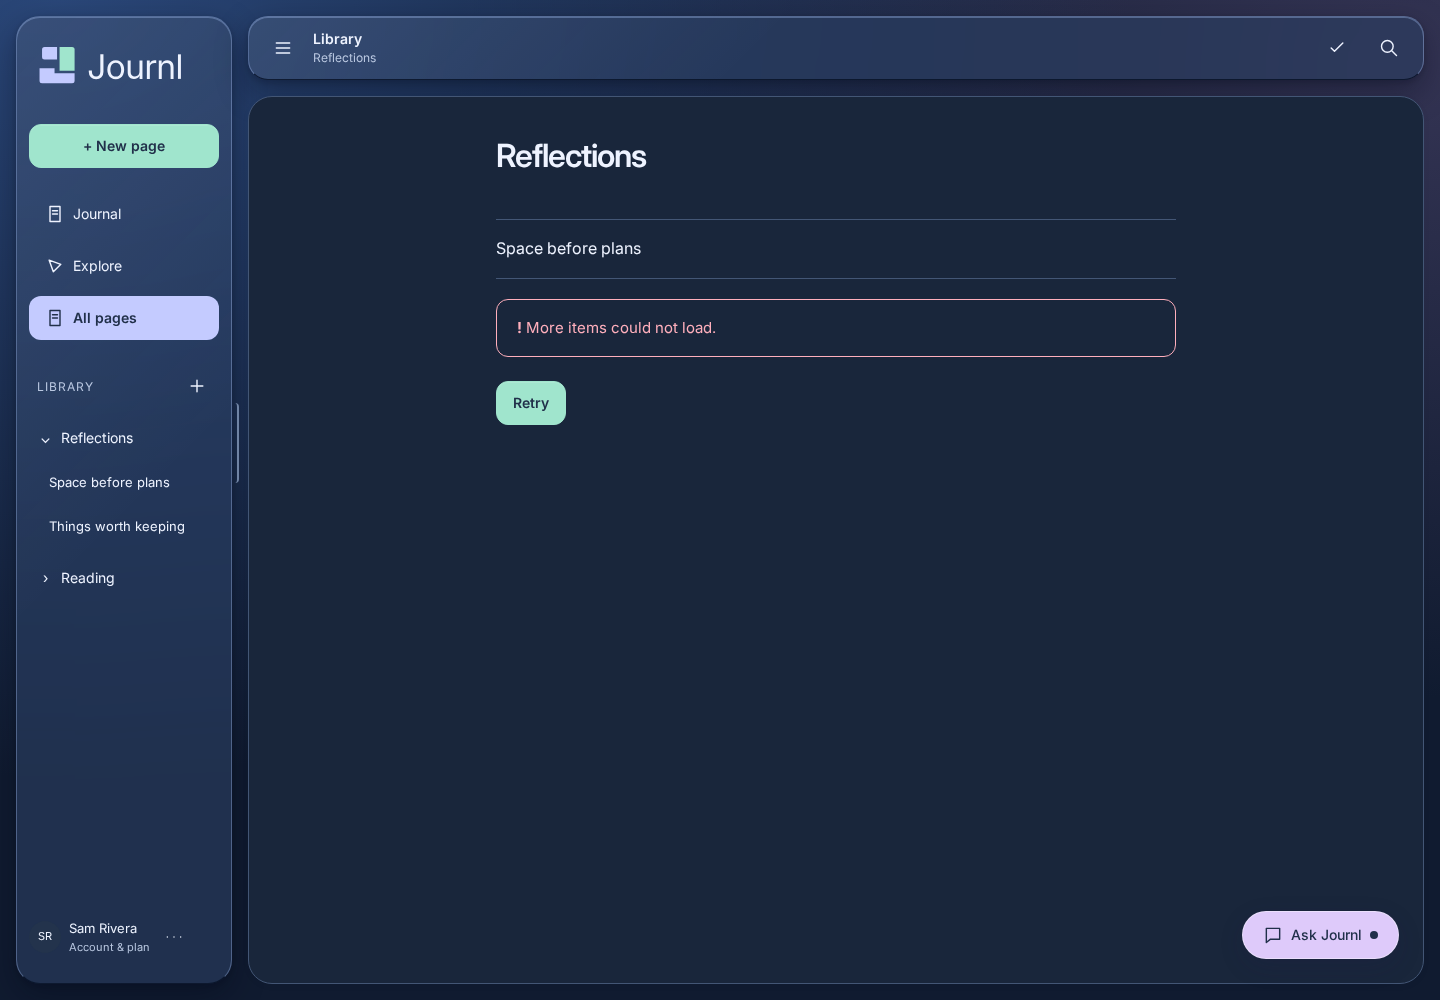 Journl
+ New page
Journal
Explore
All pages
LIBRARY
Reflections
Space before plans
Things worth keeping
Reading
SR
Sam Rivera
Account & plan
Library
Reflections
Reflections
Space before plans
! More items could not load.
Retry
Ask Journl